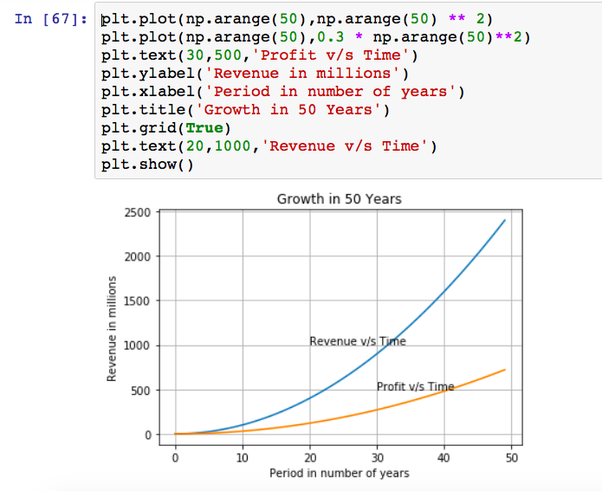 In [67]: plt.plot(np.arange(50),np.arange(50) ** 2)
plt.plot(np.arange(50),0.3 * np.arange(50)**2)
plt.text(30,500,'Profit v/s Time')
plt.ylabel('Revenue in millions')
plt.xlabel('Period in number of years')
plt.title('Growth in 50 Years')
plt.grid(True)
plt.text(20,1000,'Revenue v/s Time')
plt.show()
Growth in 50 Years
2500
2000
1500
1000
500
0
Revenue in millions
Revenue v/s Time
Profit v/s Time
0 10 20 30 40 50
Period in number of years